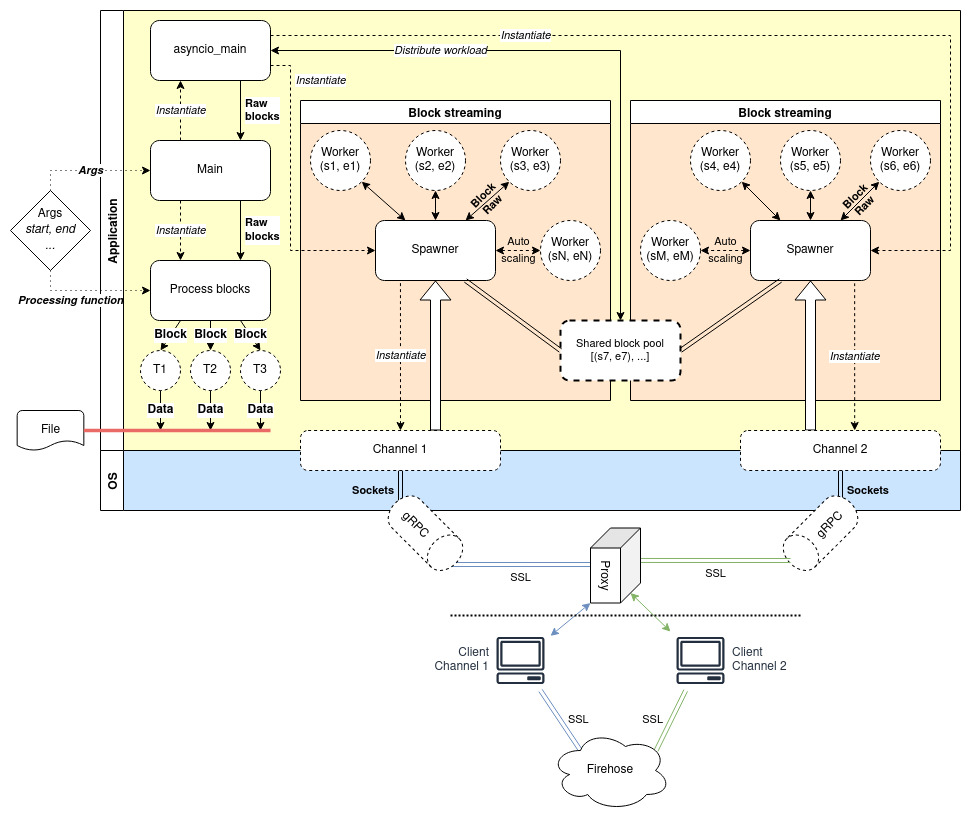 Instantiate
asyncio_main
Distribute workload
Instantiate
Instantiate
Raw
blocks
Block streaming
Block streaming
Worker
(s1, e1)
Worker
(s2, e2)
Worker
(s3, e3)
Worker
(s4, e4)
Worker
(s5, e5)
Worker
(s6, e6)
Args
Main
Block
Raw
Block
Raw
Args
start, end
...
Application
Instantiate
Raw
blocks
Spawner
Auto
scaling
Worker
(sN, eN)
Worker
(sM, eM)
Auto
scaling
Spawner
Processing function
Process blocks
Block
Block
Block
T1
T2
T3
Instantiate
Shared block pool
[(s7, e7), ...]
Instantiate
Data
Data
Data
File
Channel 1
Channel 2
OS
Sockets
Sockets
gRPC
gRPC
SSL
Proxy
SSL
Client
Channel 1
Client
Channel 2
SSL
SSL
Firehose